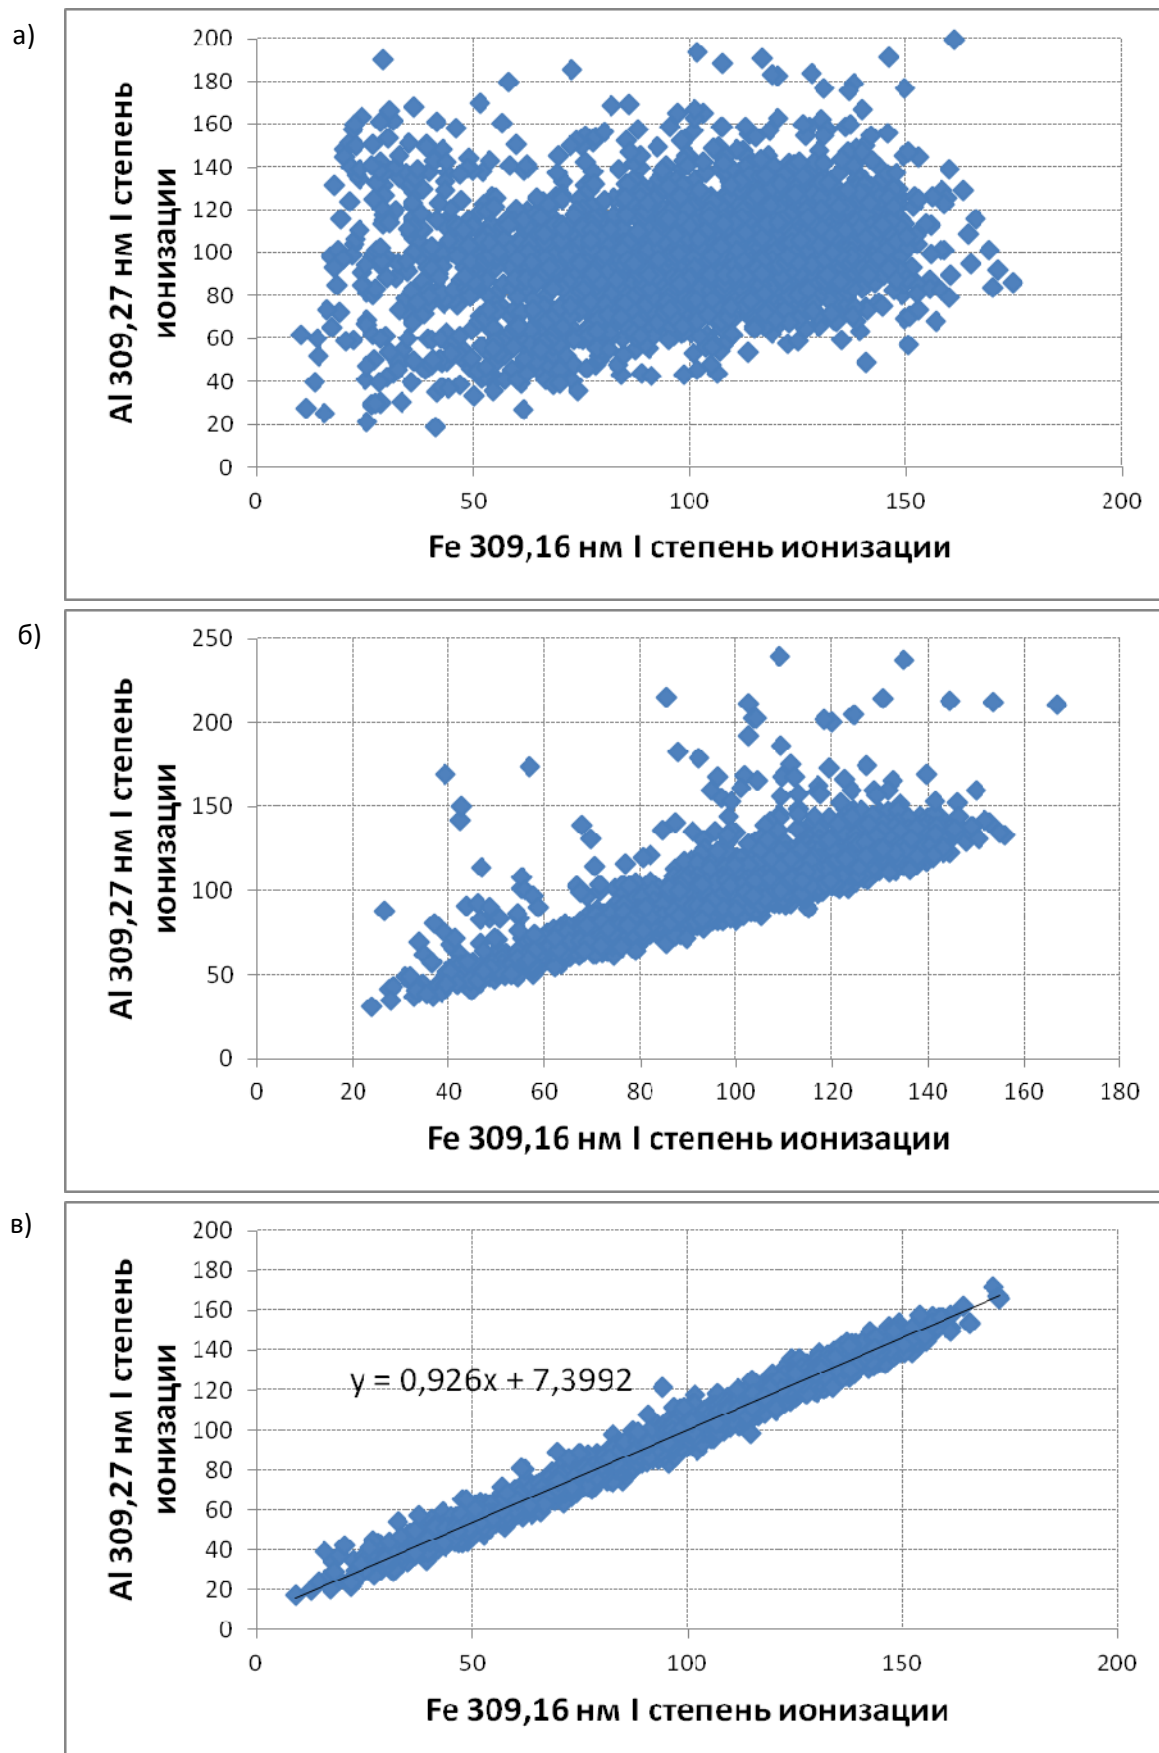 а)
200
180
160
140
120
100
80
60
40
20
0
Al 309,27 нм I степень
ионизации
0 50 100 150 200
Fe 309,16 нм I степень ионизации
б)
250
200
150
100
50
0
Al 309,27 нм I степень
ионизации
0 20 40 60 80 100 120 140 160 180
Fe 309,16 нм I степень ионизации
в)
200
180
160
140
120
100
80
60
40
20
0
Al 309,27 нм I степень
ионизации
y = 0,926x + 7,3992
0 50 100 150 200
Fe 309,16 нм I степень ионизации